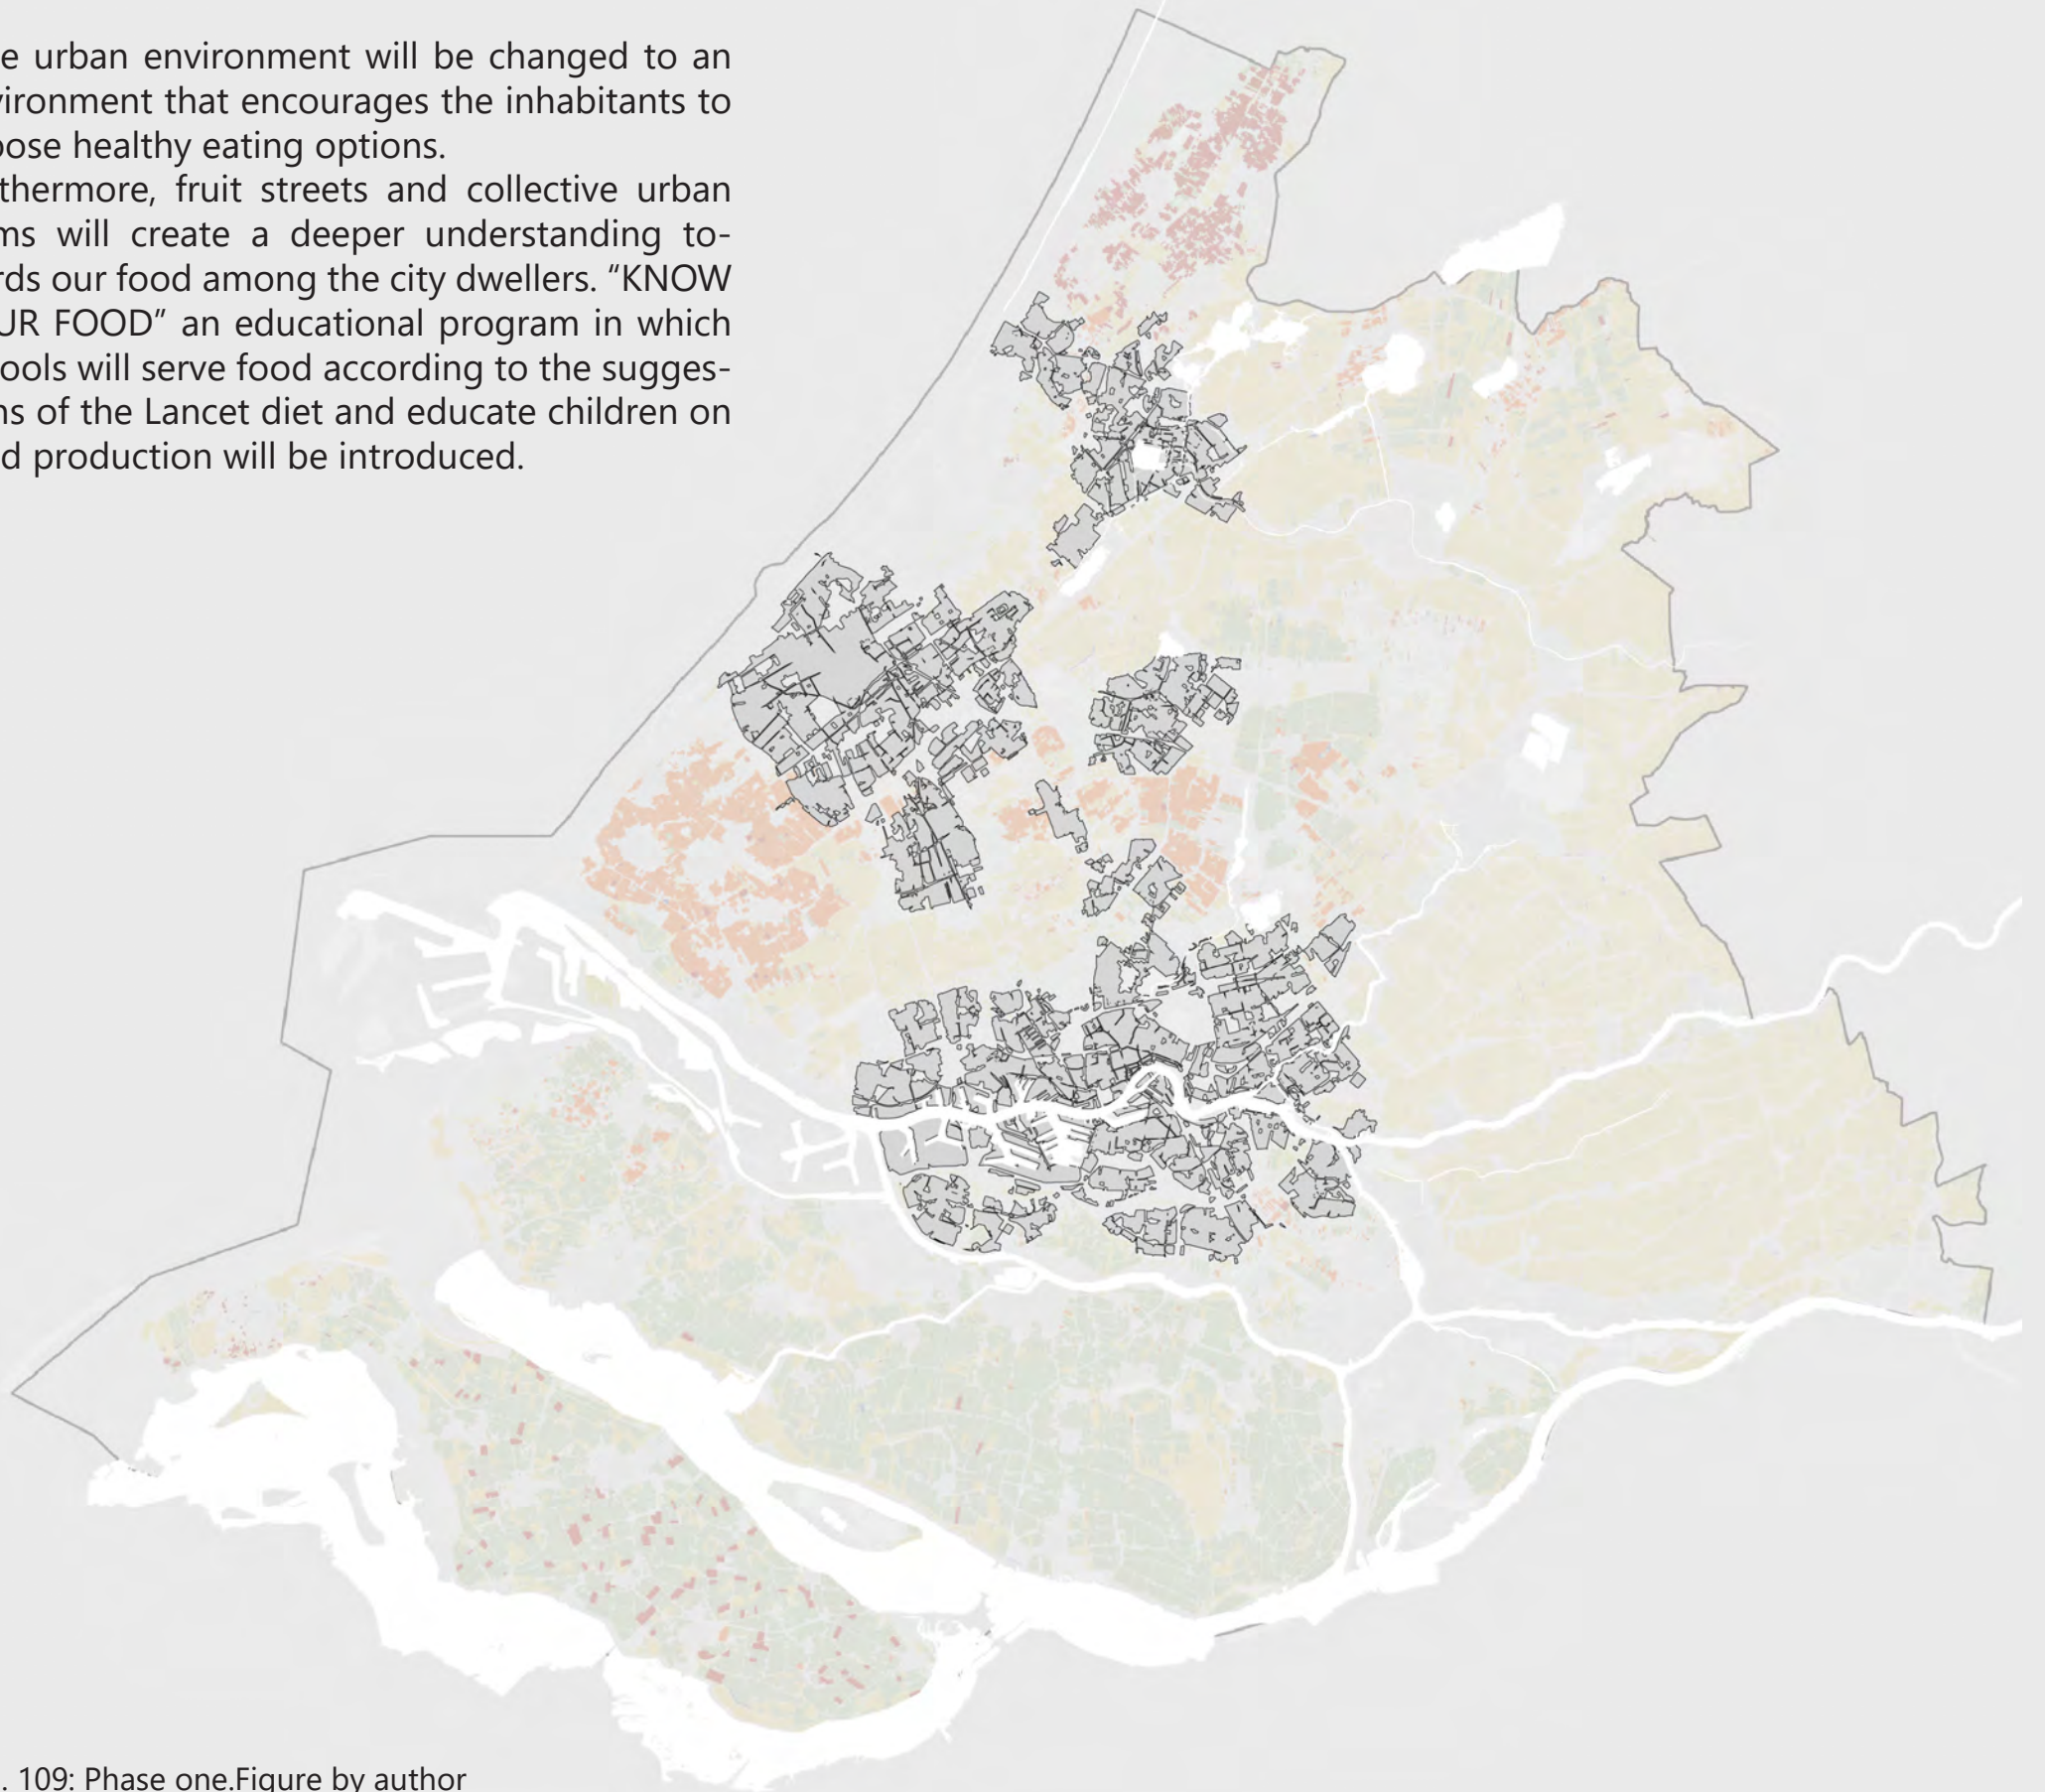 e urban environment will be changed to an
vironment that encourages the inhabitants to
oose healthy eating options.
thermore, fruit streets and collective urban
ms will create a deeper understanding to-
rds our food among the city dwellers. “KNOW
UR FOOD” an educational program in which
ools will serve food according to the sugges-
ns of the Lancet diet and educate children on
d production will be introduced.
. 109: Phase one.Figure by author